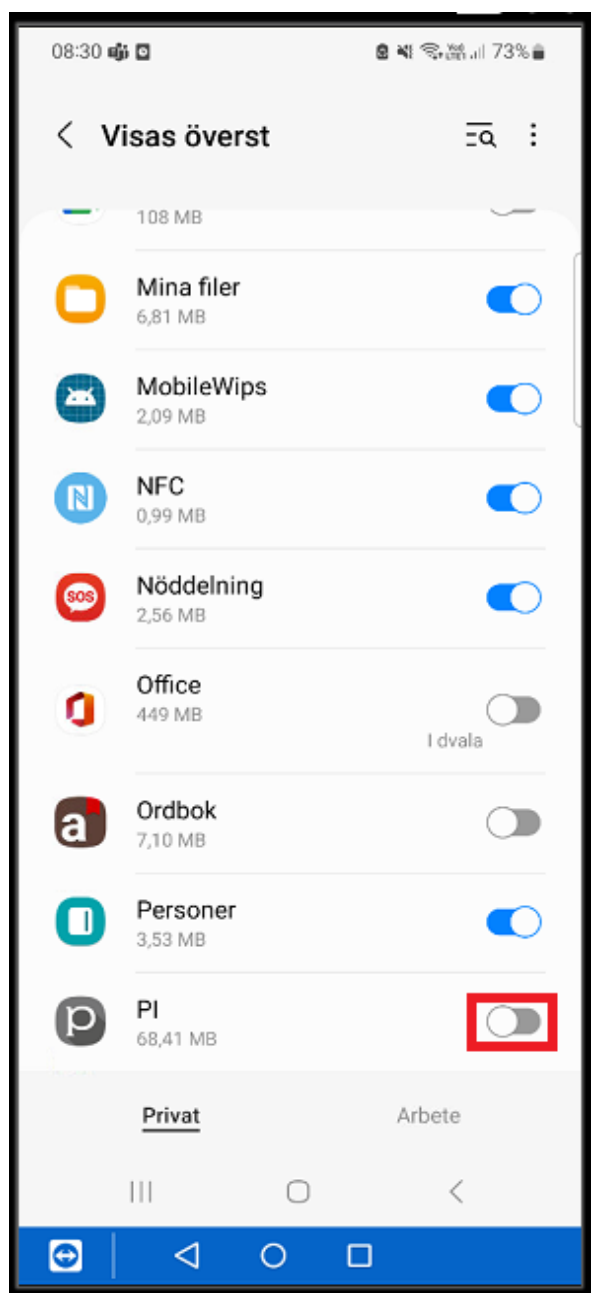 08:30
73%
Visas överst
108 MB
Mina filer
6,81 MB
MobileWips
2,09 MB
NFC
0,99 MB
SOS
Nöddelning
2,56 MB
Office
449 MB
I dvala
a
Ordbok
7,10 MB
Personer
3,53 MB
p
PI
68,41 MB
Privat
Arbete